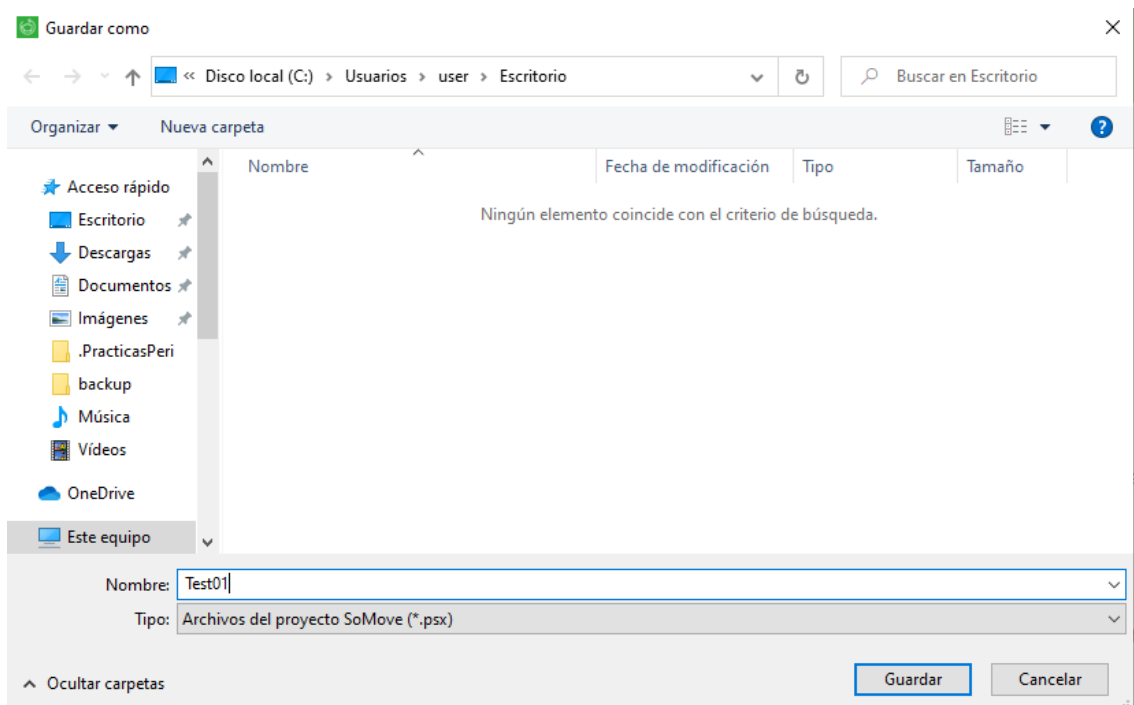 Guardar como
« Disco local (C:) › Usuarios › user › Escritorio
Buscar en Escritorio
Organizar
Nueva carpeta
?
Nombre
Fecha de modificación
Tipo
Tamaño
Ningún elemento coincide con el criterio de búsqueda.
Acceso rápido
Escritorio
Descargas
Documentos
Imágenes
.PracticasPeri
backup
Música
Vídeos
OneDrive
Este equipo
Nombre: Test01
Tipo: Archivos del proyecto SoMove (*.psx)
Ocultar carpetas
Guardar
Cancelar